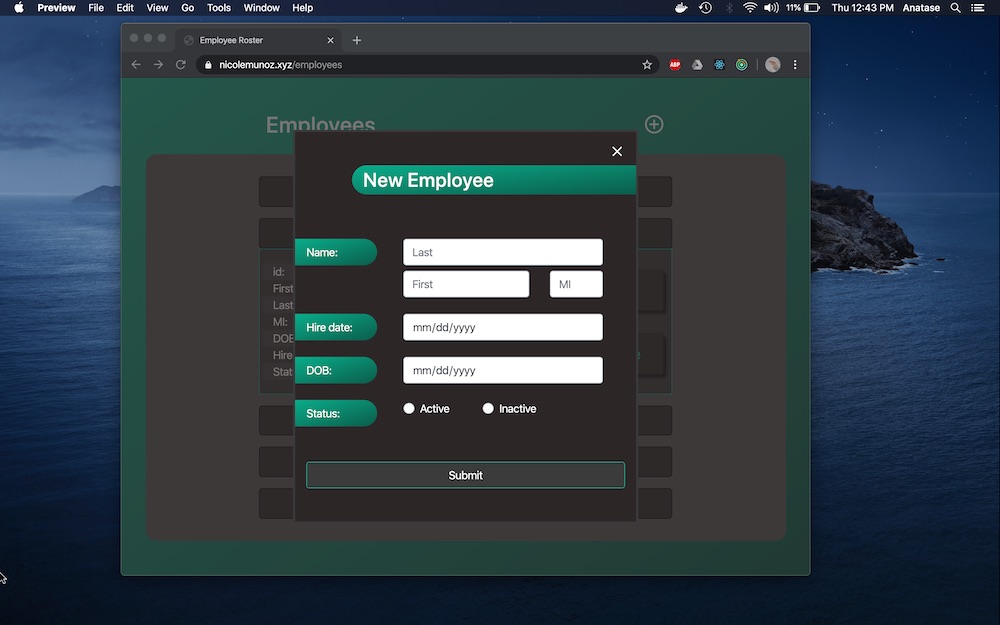 Preview File Edit View Go Tools Window Help 11% Thu 12:43 PM Anatase
Employee Roster
nicolemunoz.xyz/employees
ABP
Employees
New Employee
Name: Last
First MI
Hire date: mm/dd/yyyy
DOB: mm/dd/yyyy
Status: Active Inactive
Submit
id:
First
Last
MI:
DOB
Hire
Stat